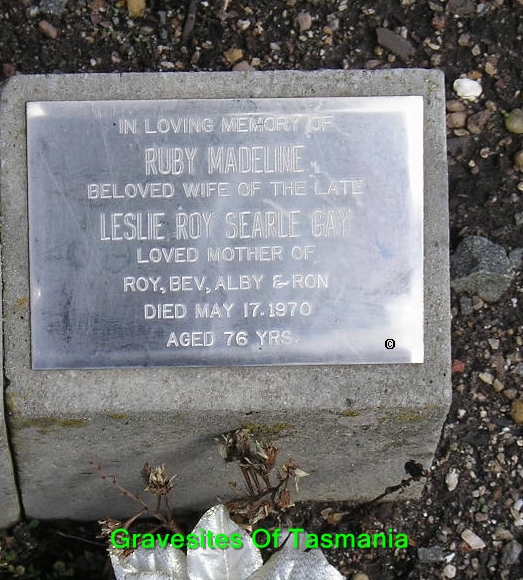 IN LOVING MEMORY OF
RUBY MADELINE
BELOVED WIFE OF THE LATE
LESLIE ROY SEARLE GAY
LOVED MOTHER OF
ROY, BEV, ALBY & RON
DIED MAY 17. 1970
AGED 76 YRS.
©
Gravesites Of Tasmania